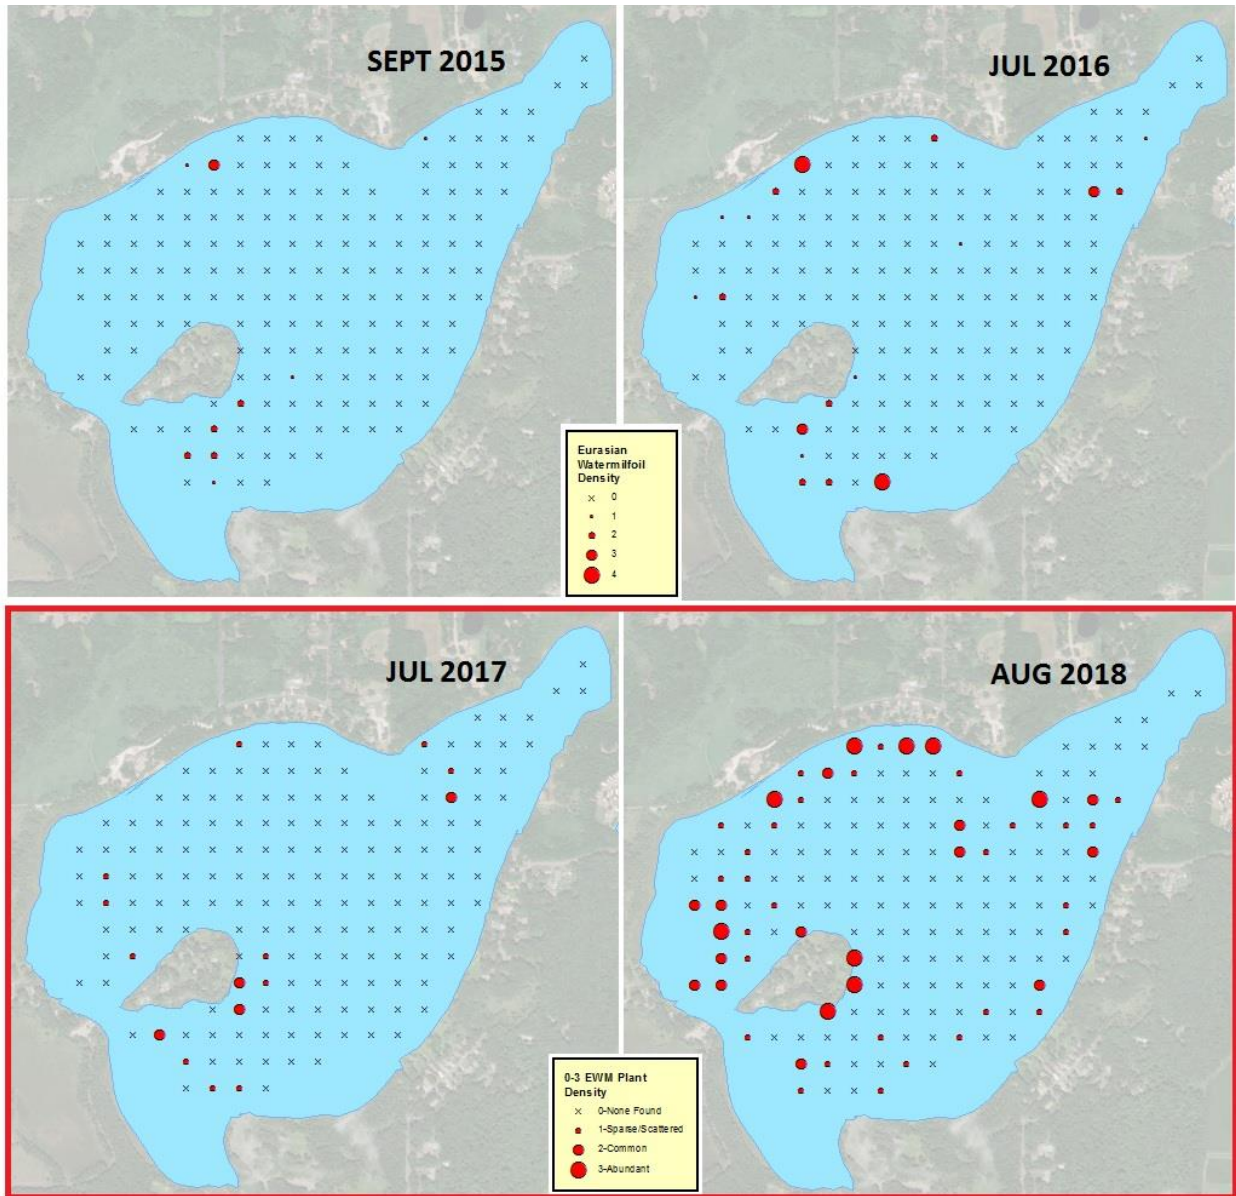 SEPT 2015
JUL 2016
Eurasian
Watermilfoil
Density
0
1
2
3
4
JUL 2017
AUG 2018
0-3 EWM Plant
Density
0-None Found
1-Sparse/Scattered
2-Common
3-Abundant